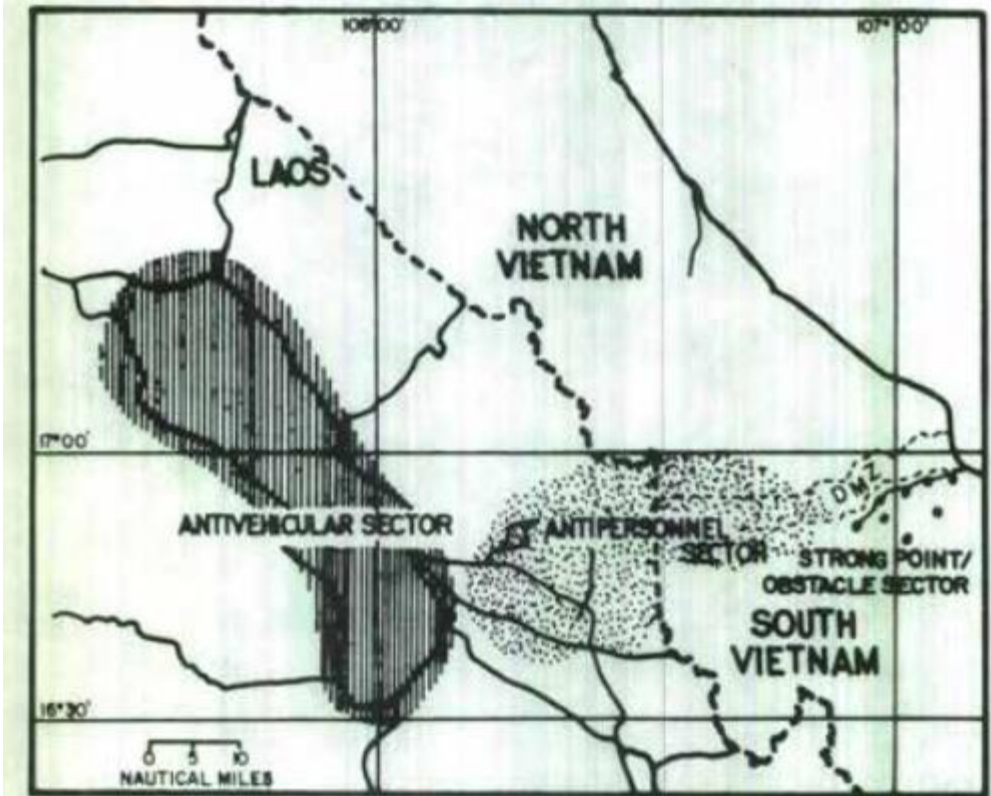 106°00'
107°00'
LAOS
NORTH
VIETNAM
17°00'
DMZ
ANTIVEHICULAR SECTOR
ANTIPERSONNEL
SECTOR
STRONG POINT/
OBSTACLE SECTOR
SOUTH
VIETNAM
16°30'
0 5 10
NAUTICAL MILES